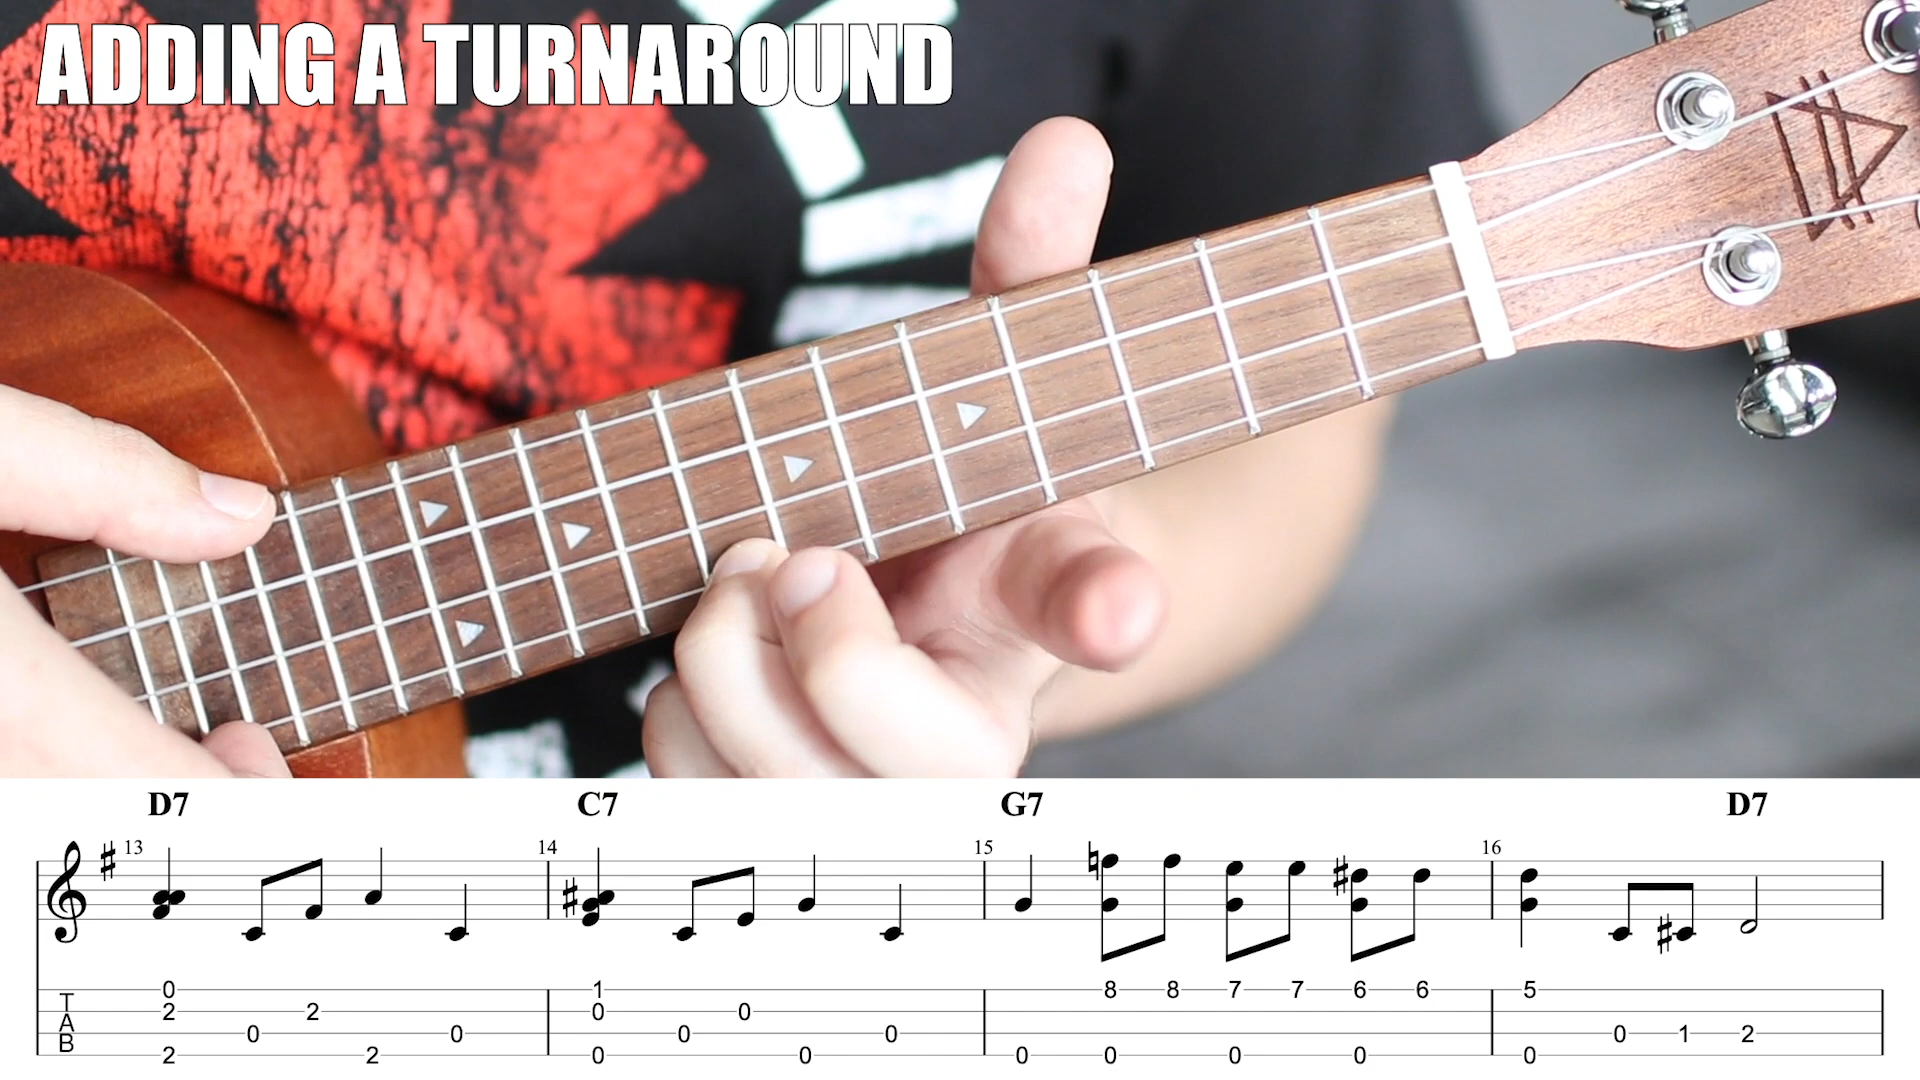 ADDING A TURNAROUND
D7 C7 G7 D7
13 14 15 16
0 1 8 8 7 7 6 6 5
T 2 2 0 0
A 0 0 0 0 0 1 2
B 2 2 0 0 0 0 0 0 0